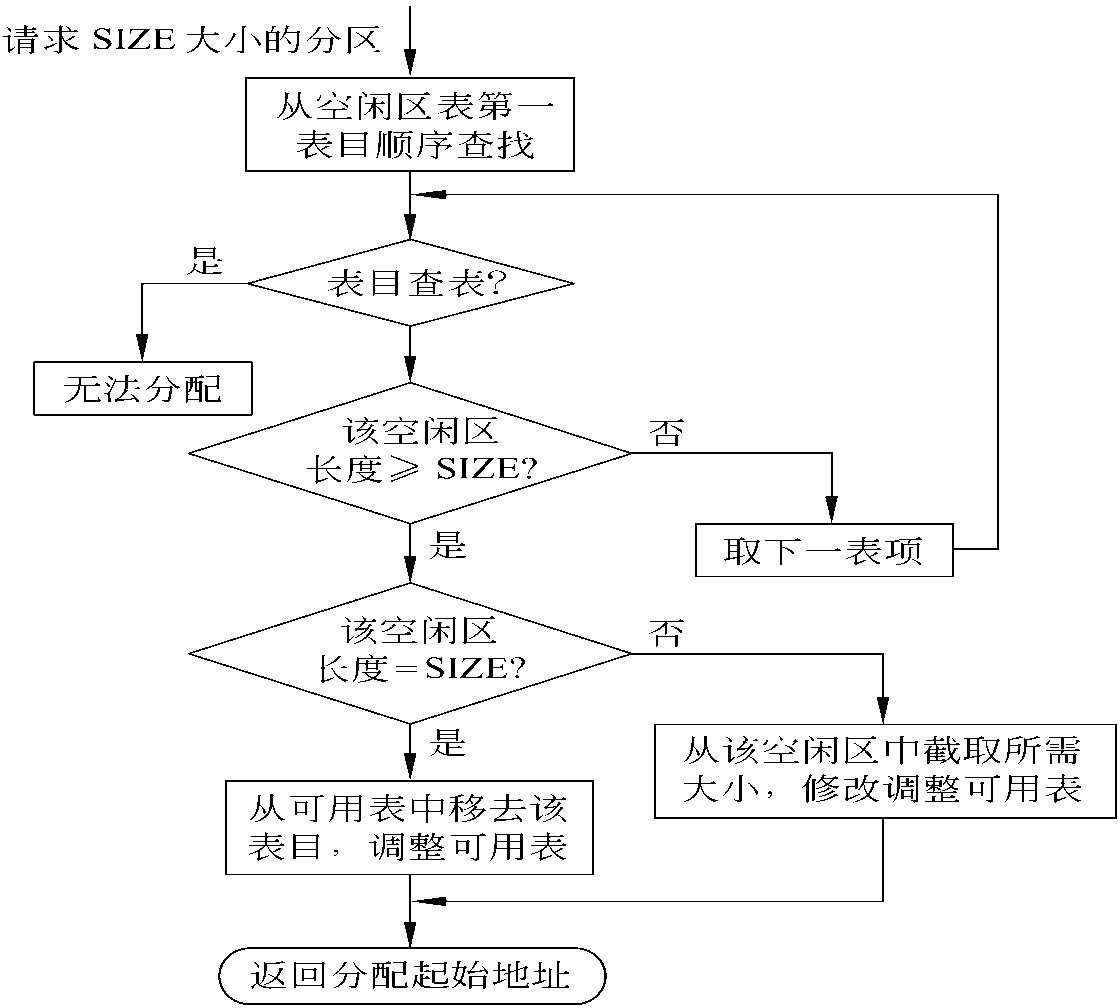 请求 SIZE 大小的分区
从空闲区表第一
表目顺序查找
是
表目查表?
无法分配
该空闲区
长度≥ SIZE?
否
是
取下一表项
该空闲区
长度=SIZE?
否
是
从该空闲区中截取所需
大小，修改调整可用表
从可用表中移去该
表目，调整可用表
返回分配起始地址